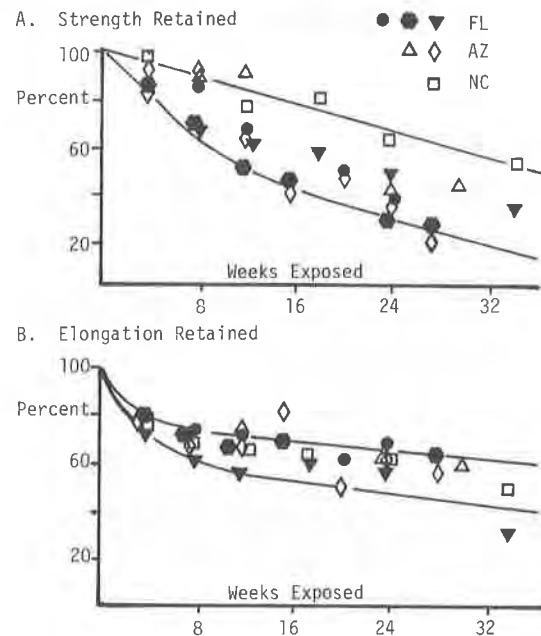 A. Strength Retained
FL
AZ
NC
100
Percent
60
20
Weeks Exposed
8 16 24 32
B. Elongation Retained
100
Percent
60
20
Weeks Exposed
8 16 24 32